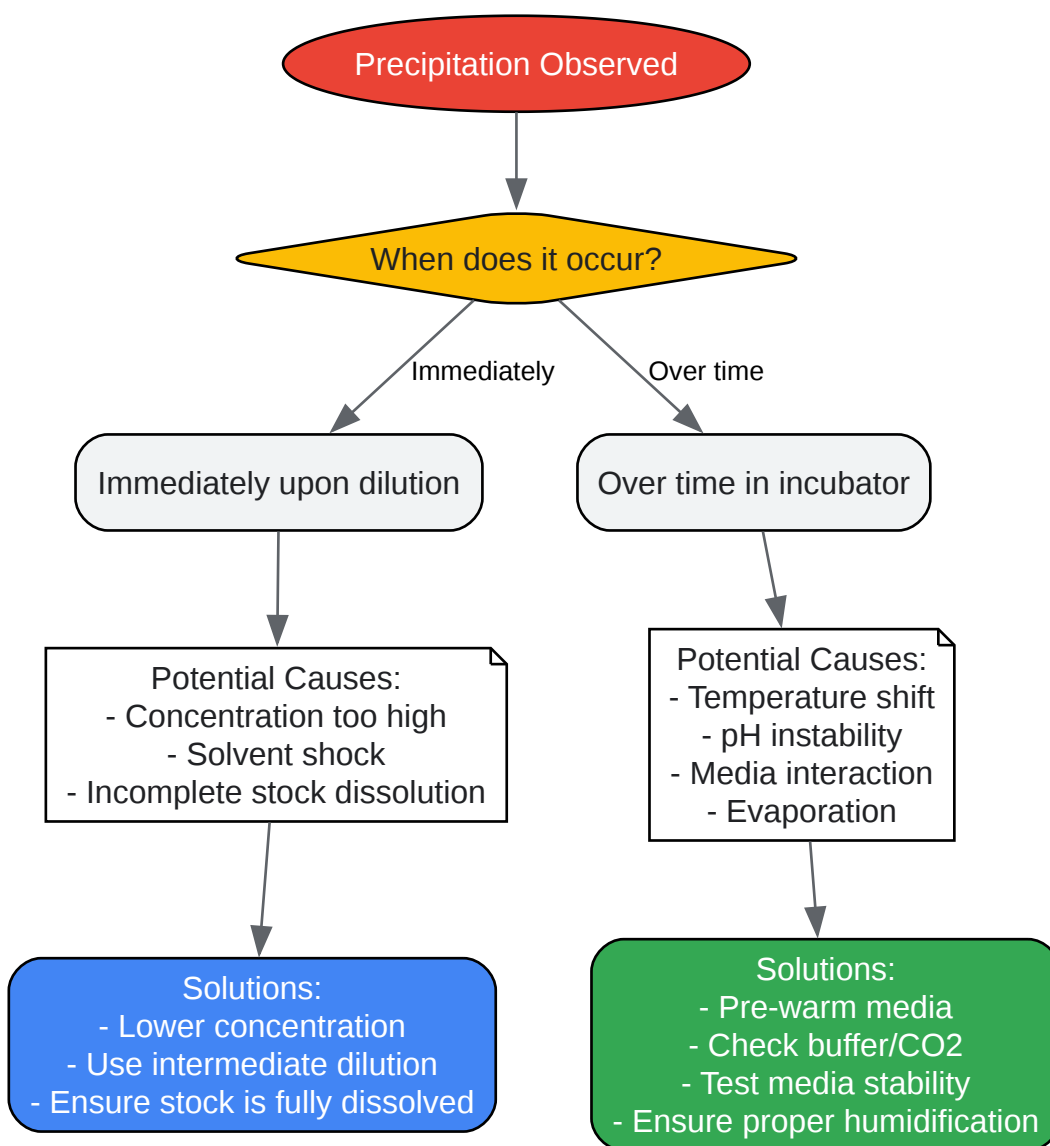 Precipitation Observed
When does it occur?
Immediately
Over time
Immediately upon dilution
Over time in incubator
Potential Causes:
- Concentration too high
- Solvent shock
- Incomplete stock dissolution
Potential Causes:
- Temperature shift
- pH instability
- Media interaction
- Evaporation
Solutions:
- Lower concentration
- Use intermediate dilution
- Ensure stock is fully dissolved
Solutions:
- Pre-warm media
- Check buffer/CO2
- Test media stability
- Ensure proper humidification